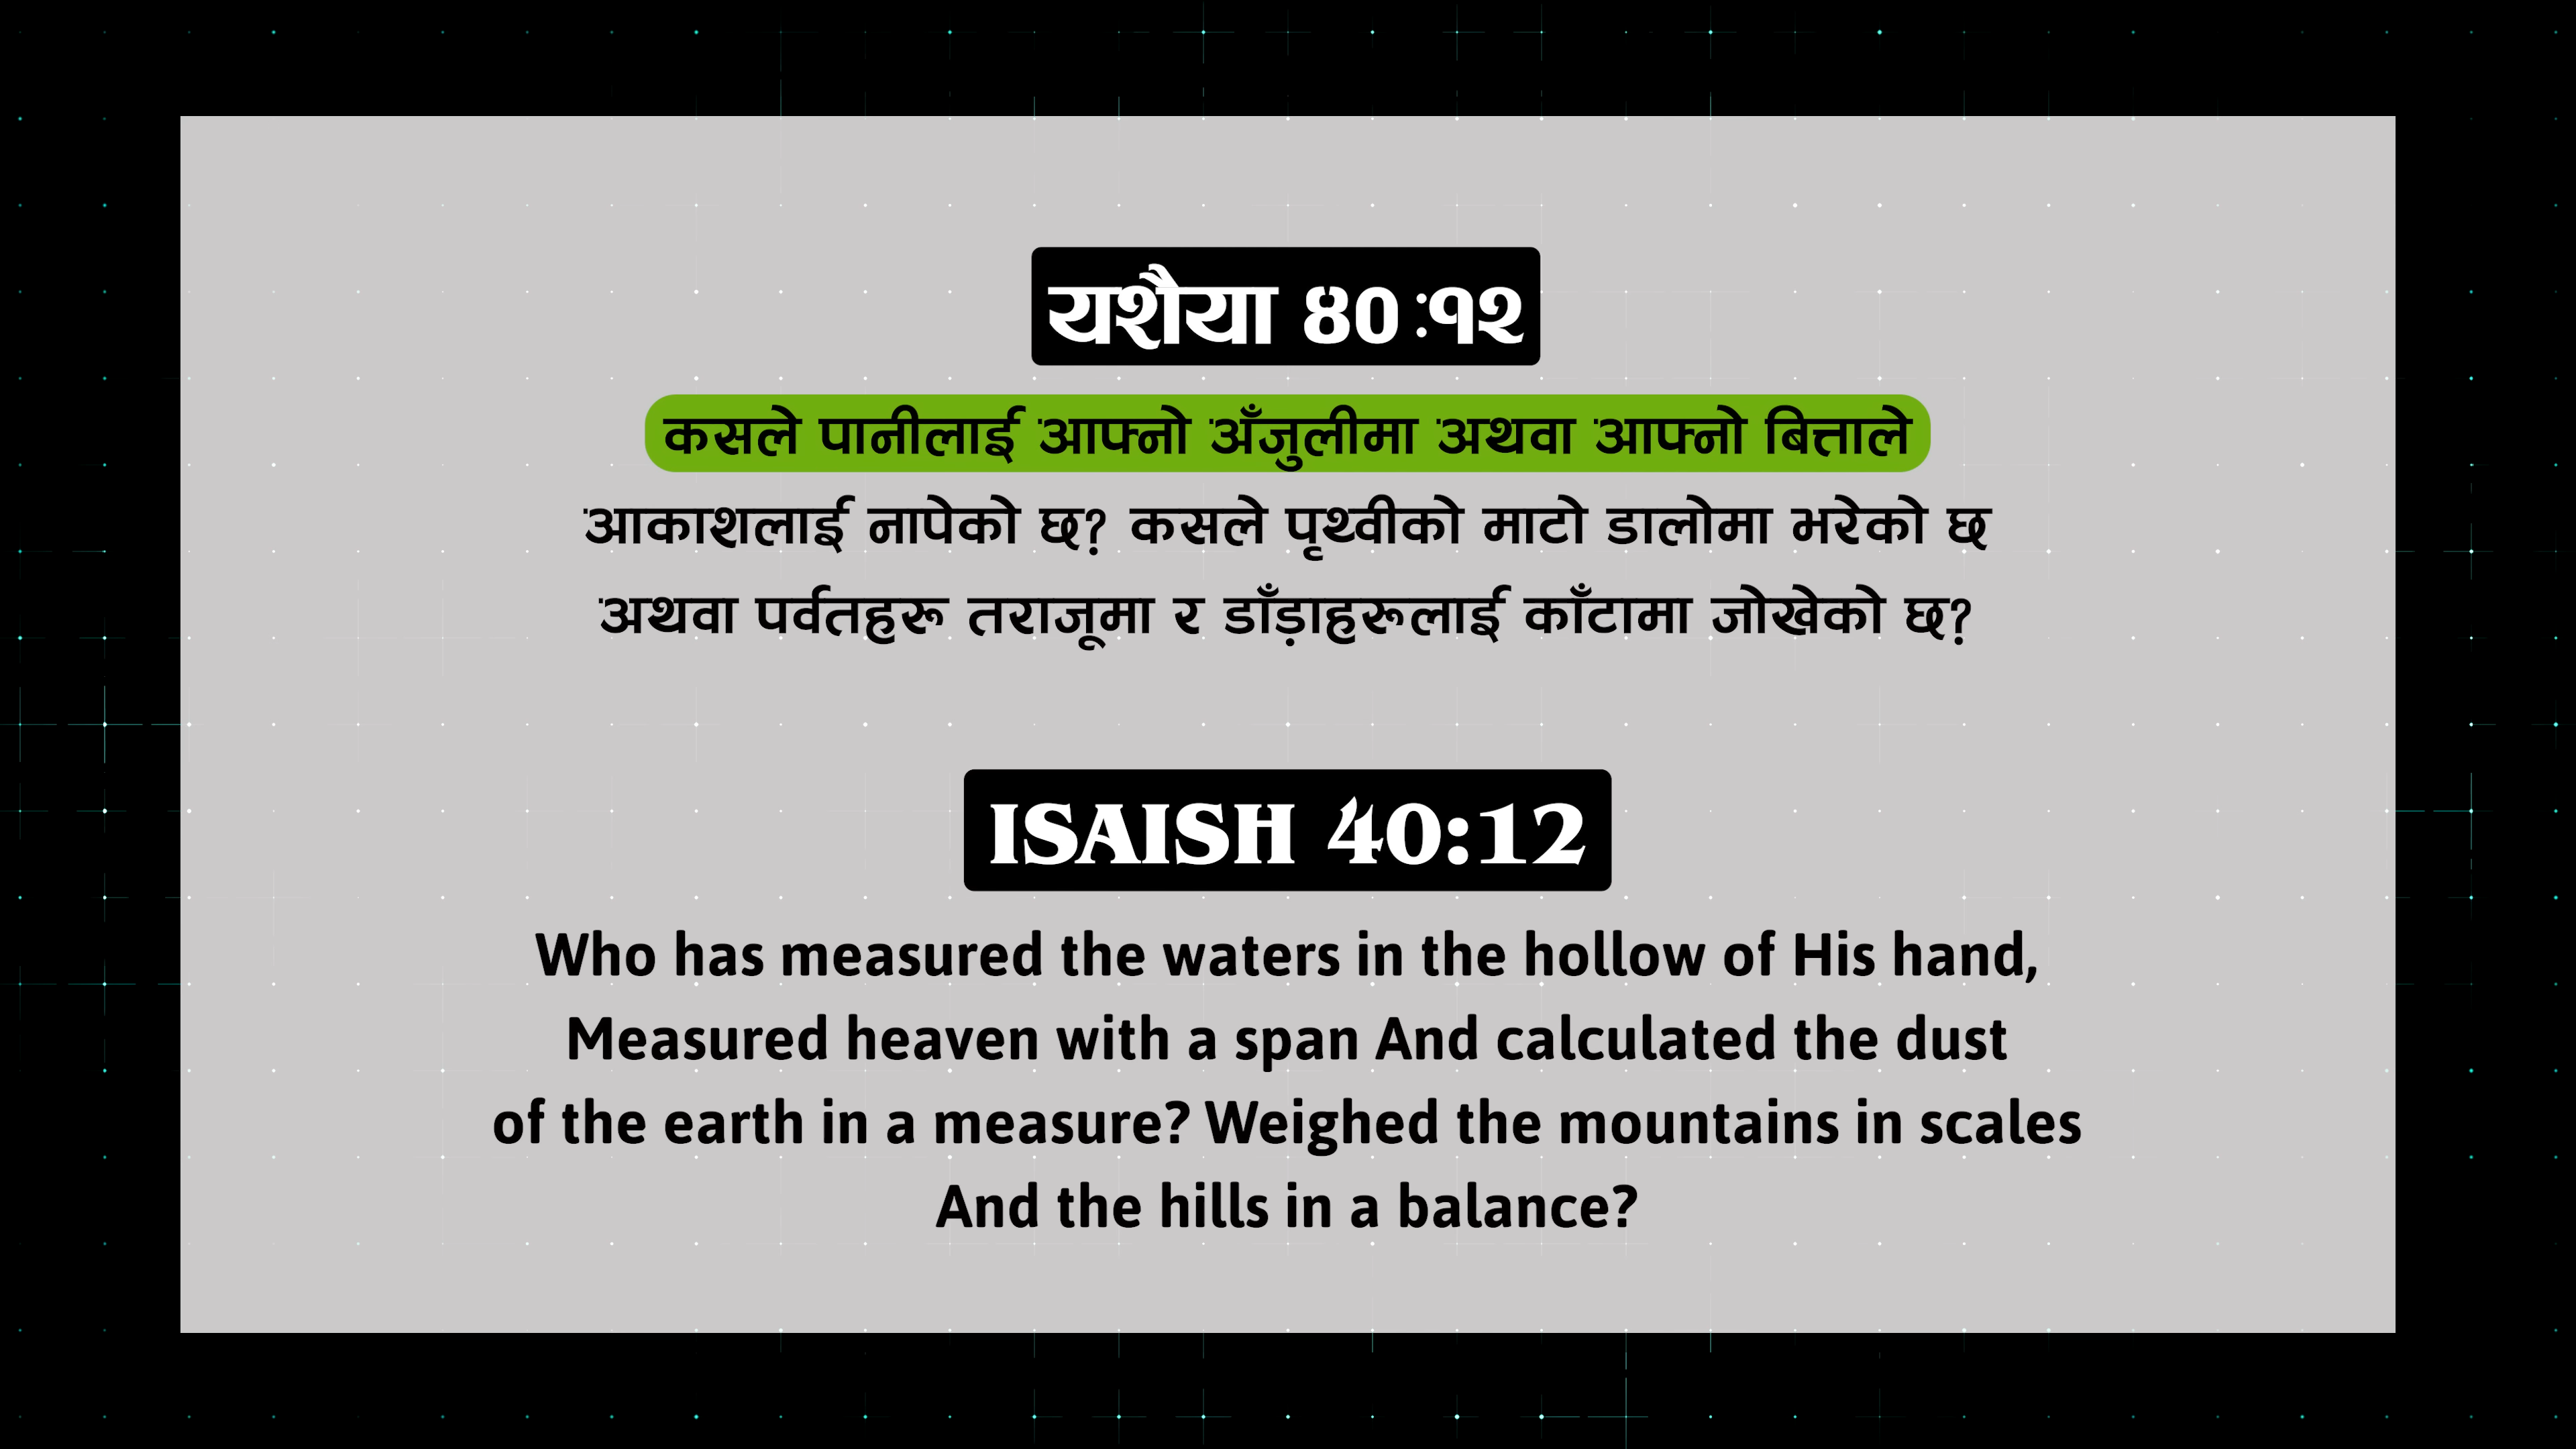 यशैया ४०:१२
कसले पानीलाई आफ्नो अँजुलीमा अथवा आफ्नो बित्ताले
आकाशलाई नापेको छ? कसले पृथ्वीको माटो डालोमा भरेको छ
अथवा पर्वतहरू तराजूमा र डाँड़ाहरूलाई काँटामा जोखेको छ?
ISAISH 40:12
Who has measured the waters in the hollow of His hand,
Measured heaven with a span And calculated the dust
of the earth in a measure? Weighed the mountains in scales
And the hills in a balance?